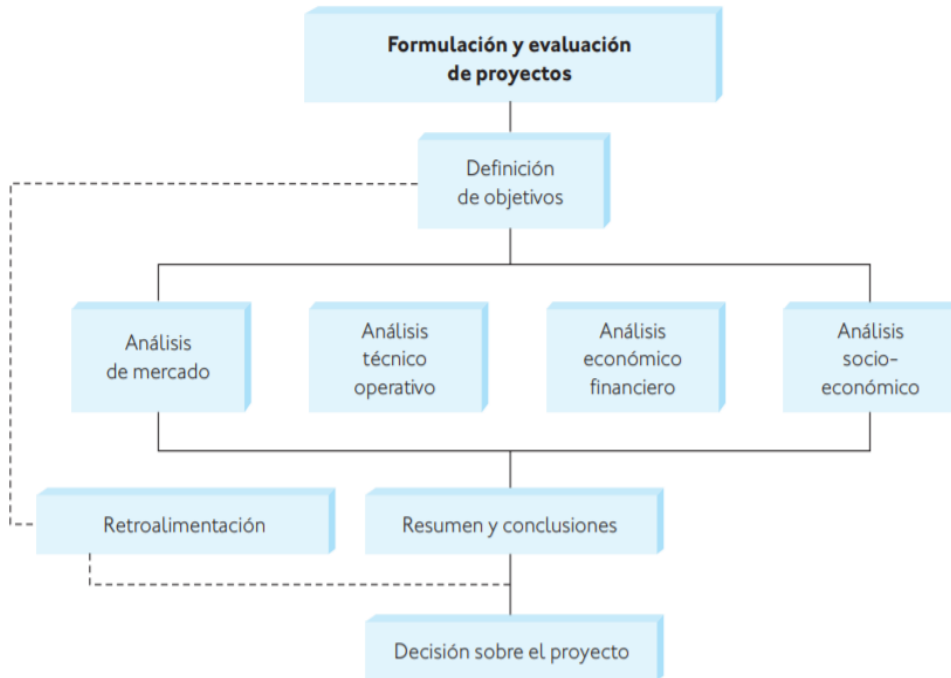 Formulación y evaluación
de proyectos
Definición
de objetivos
Análisis
de mercado
Análisis
técnico
operativo
Análisis
económico
financiero
Análisis
socio-
económico
Retroalimentación
Resumen y conclusiones
Decisión sobre el proyecto